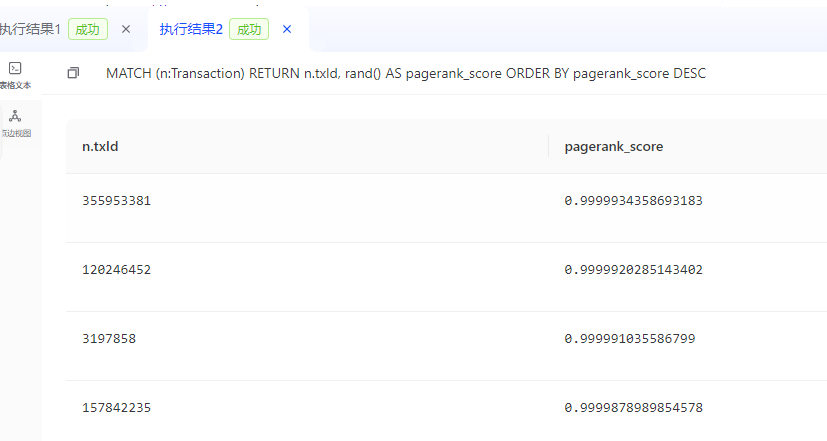 执行结果1 成功 × 执行结果2 成功 ×
表格文本
MATCH (n:Transaction) RETURN n.txId, rand() AS pagerank_score ORDER BY pagerank_score DESC
点边视图
n.txId pagerank_score
355953381 0.9999934358693183
120246452 0.9999920285143402
3197858 0.999991035586799
157842235 0.9999878989854578